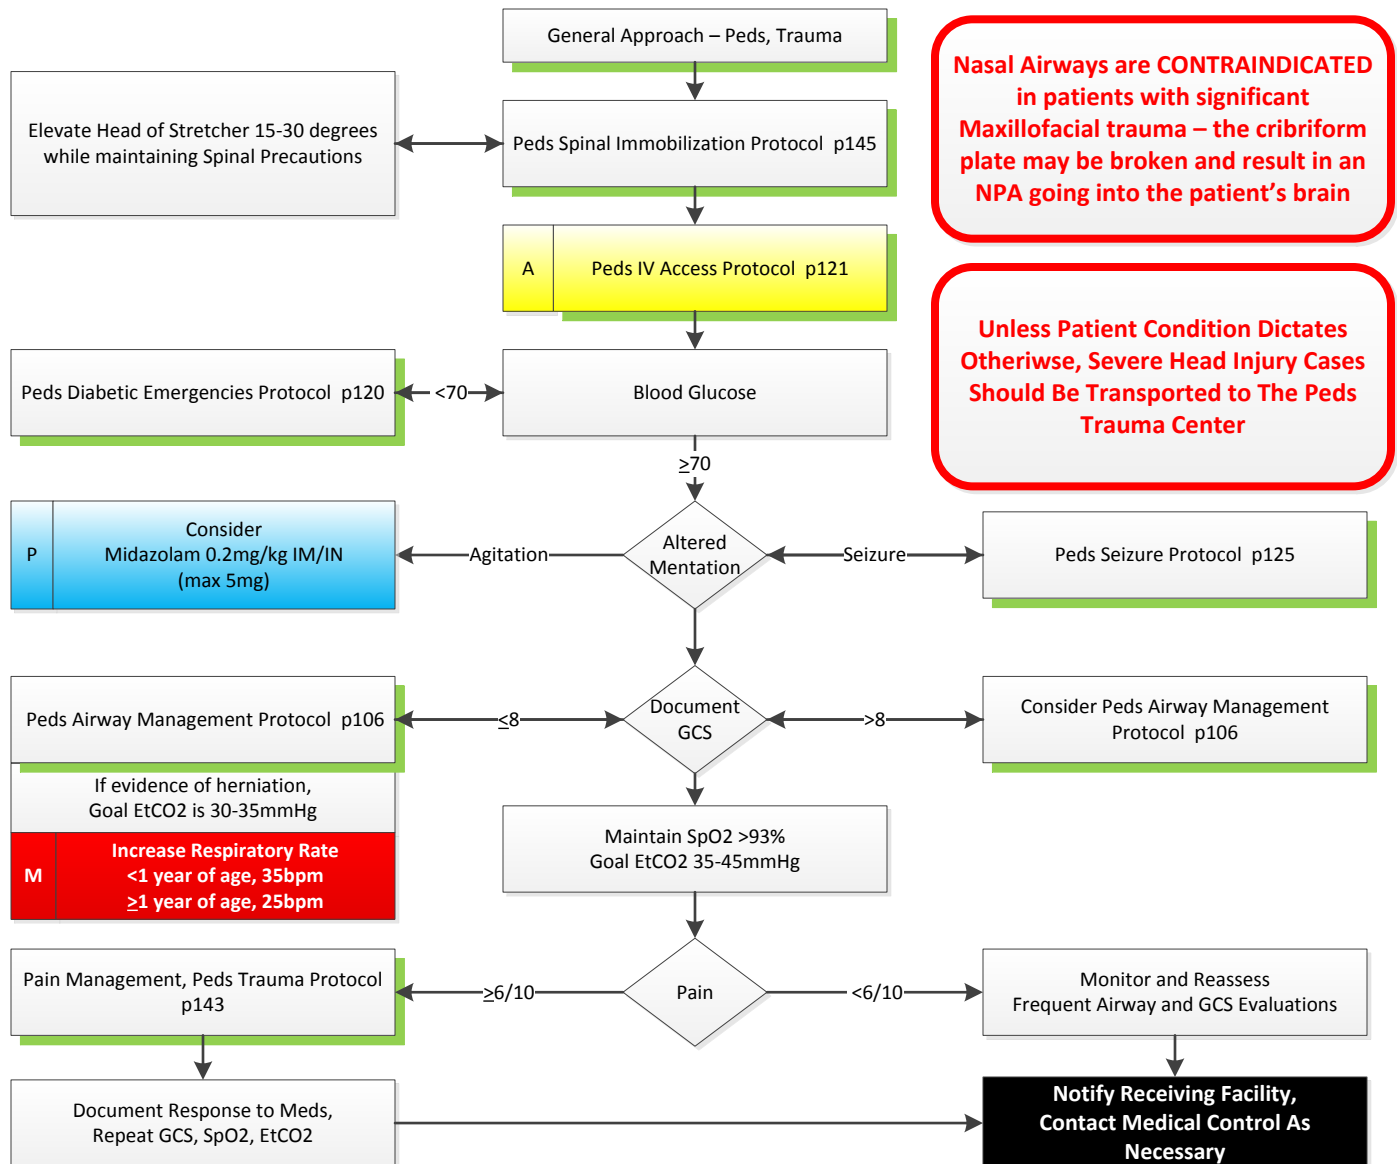 General Approach – Peds, Trauma
Nasal Airways are CONTRAINDICATED
in patients with significant
Maxillofacial trauma – the cribriform
plate may be broken and result in an
NPA going into the patient's brain
Elevate Head of Stretcher 15-30 degrees
while maintaining Spinal Precautions
Peds Spinal Immobilization Protocol p145
A
Peds IV Access Protocol p121
Unless Patient Condition Dictates
Otheriwse, Severe Head Injury Cases
Should Be Transported to The Peds
Trauma Center
Peds Diabetic Emergencies Protocol p120
<70
Blood Glucose
≥70
P
Consider
Midazolam 0.2mg/kg IM/IN
(max 5mg)
Agitation
Altered
Mentation
Seizure
Peds Seizure Protocol p125
Peds Airway Management Protocol p106
≤8
Document
GCS
>8
Consider Peds Airway Management
Protocol p106
If evidence of herniation,
Goal EtCO2 is 30-35mmHg
M
Increase Respiratory Rate
<1 year of age, 35bpm
≥1 year of age, 25bpm
Maintain SpO2 >93%
Goal EtCO2 35-45mmHg
Pain Management, Peds Trauma Protocol
p143
≥6/10
Pain
<6/10
Monitor and Reassess
Frequent Airway and GCS Evaluations
Document Response to Meds,
Repeat GCS, SpO2, EtCO2
Notify Receiving Facility,
Contact Medical Control As
Necessary